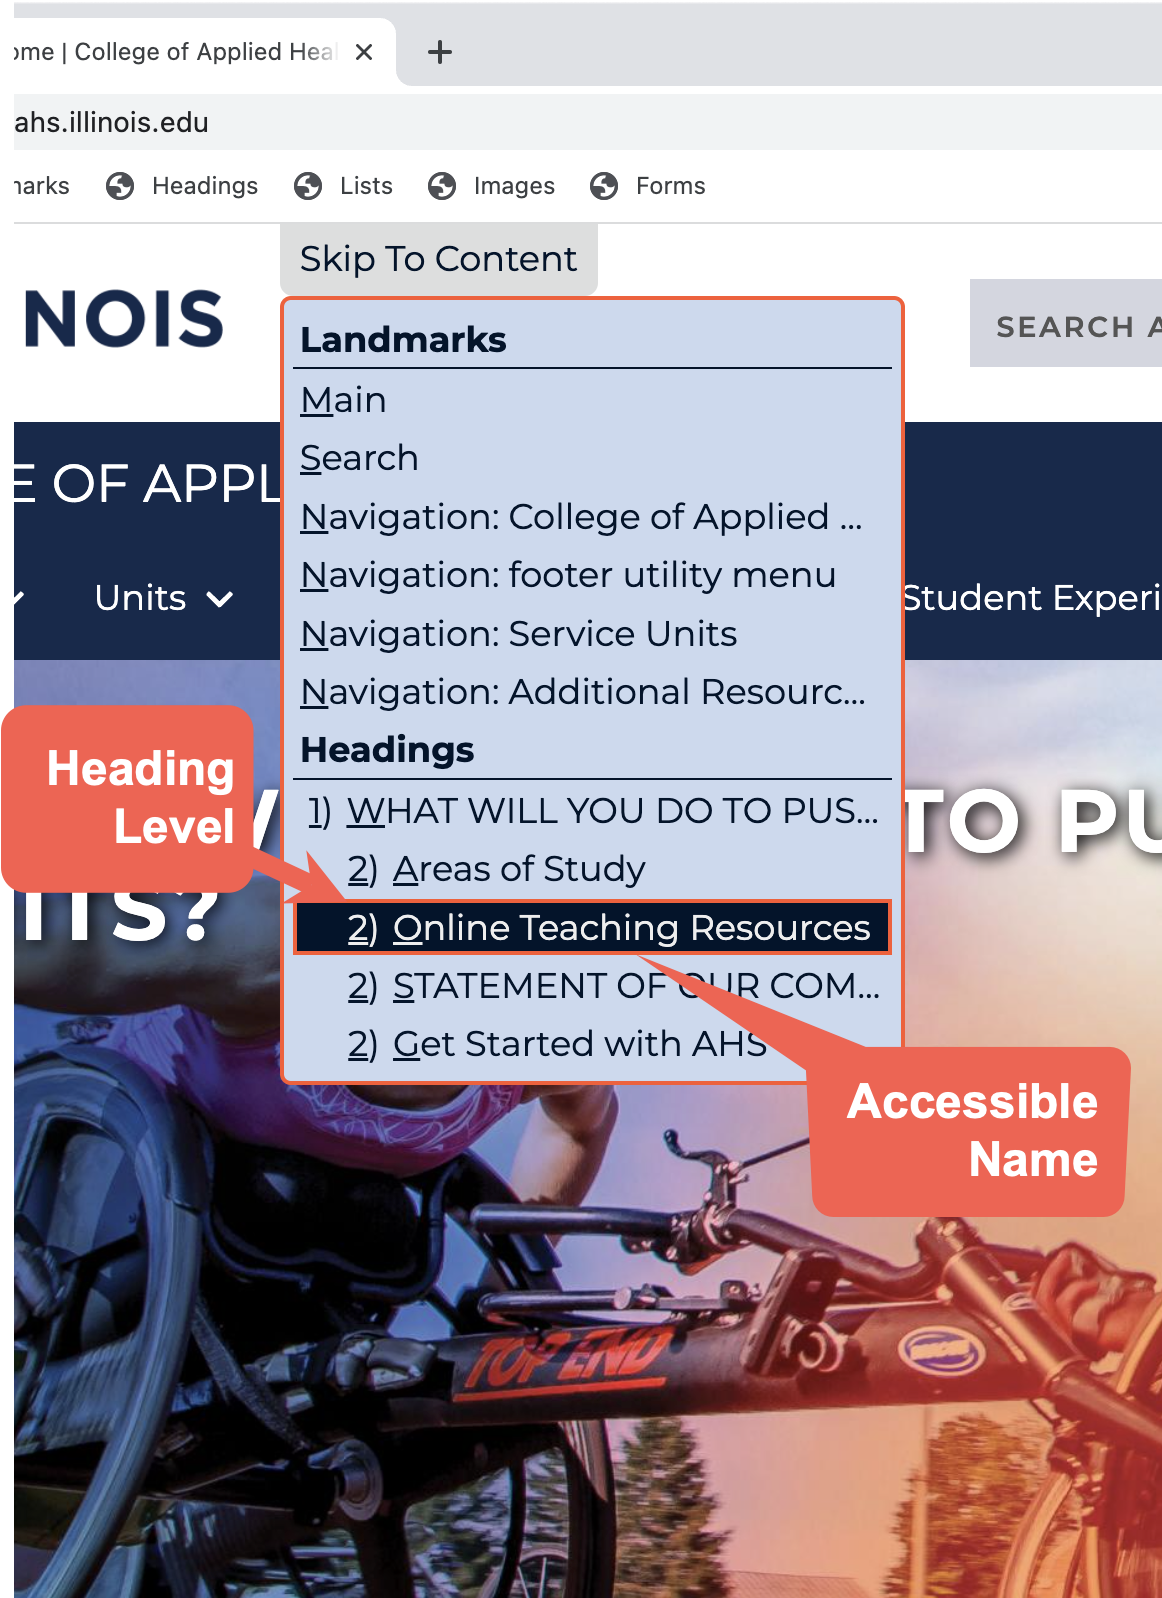 ome | College of Applied Heal
ahs.illinois.edu
marks Headings Lists Images Forms
Skip To Content
NOIS
SEARCH A
Landmarks
Main
Search
Navigation: College of Applied ...
Navigation: footer utility menu
Navigation: Service Units
Navigation: Additional Resourc...
Headings
1) WHAT WILL YOU DO TO PUS...
2) Areas of Study
2) Online Teaching Resources
2) STATEMENT OF OUR COM...
2) Get Started with AHS
E OF APPL
Units
Student Experi
TO PU
ITS?
Heading
Level
Accessible
Name
TOP END